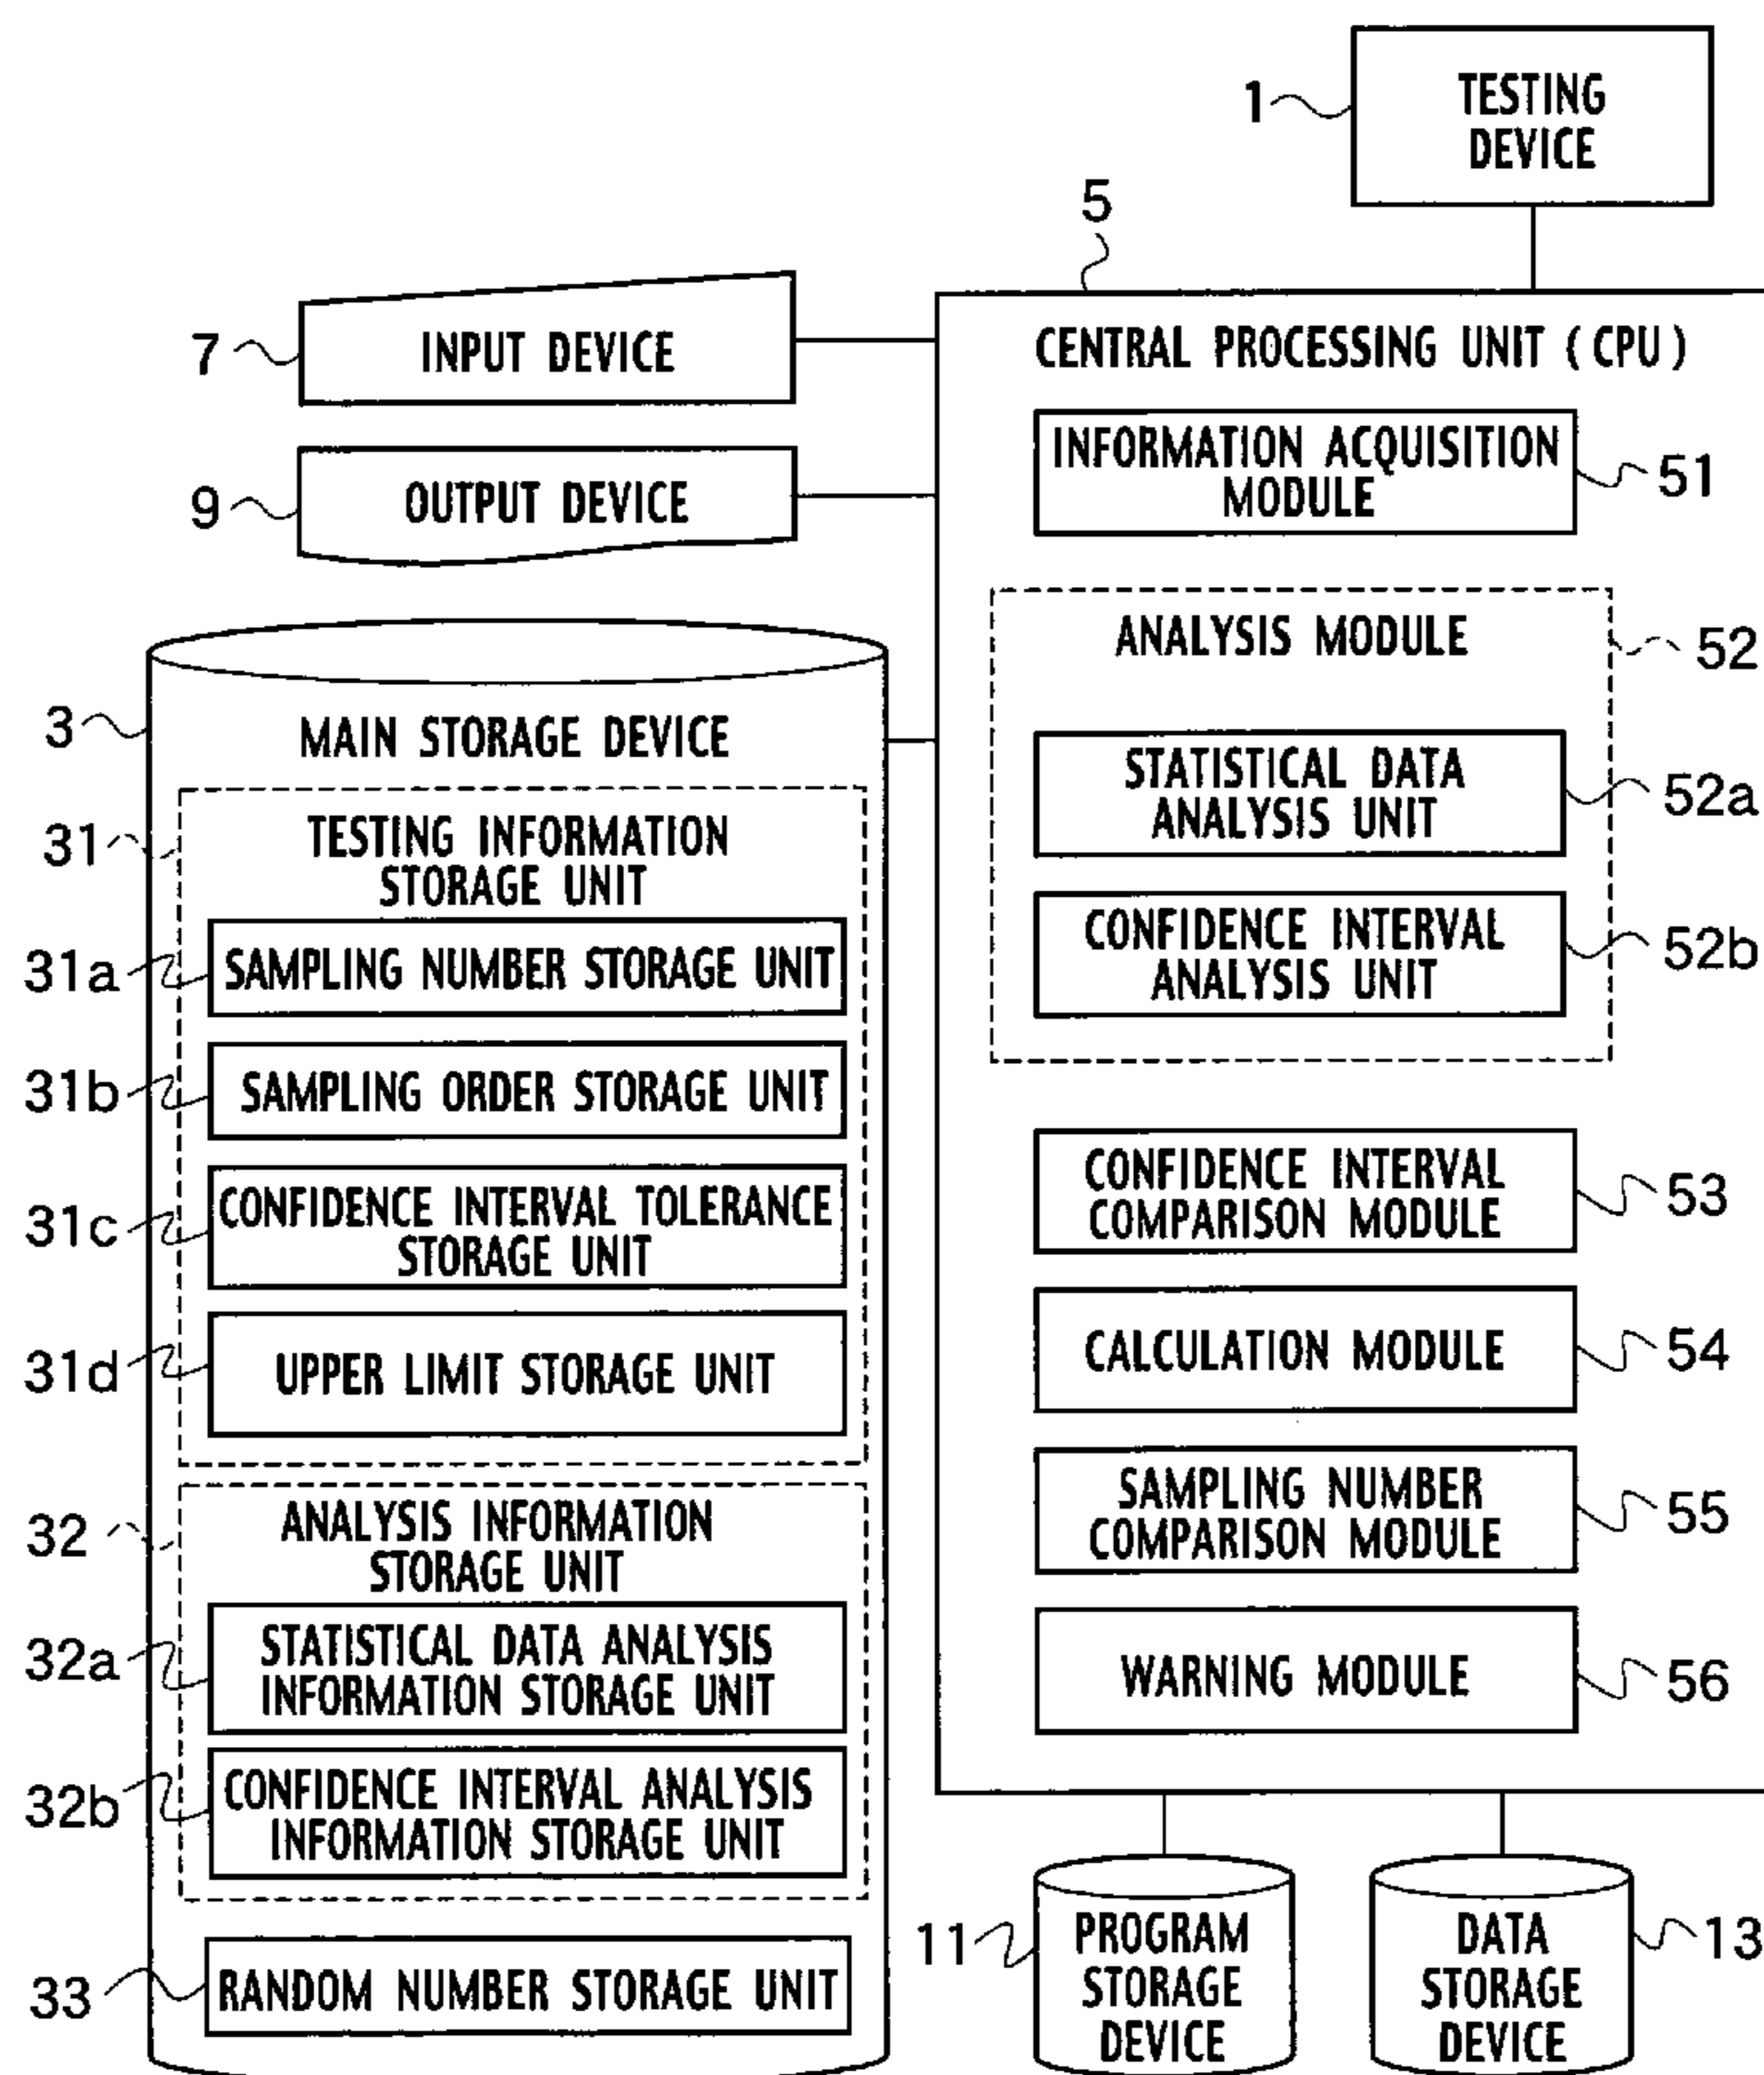 1
TESTING
DEVICE
5
7
INPUT DEVICE
9
OUTPUT DEVICE
CENTRAL PROCESSING UNIT (CPU)
INFORMATION ACQUISITION
MODULE
51
ANALYSIS MODULE
52
STATISTICAL DATA
ANALYSIS UNIT
52a
CONFIDENCE INTERVAL
ANALYSIS UNIT
52b
CONFIDENCE INTERVAL
COMPARISON MODULE
53
CALCULATION MODULE
54
SAMPLING NUMBER
COMPARISON MODULE
55
WARNING MODULE
56
3
MAIN STORAGE DEVICE
31
TESTING INFORMATION
STORAGE UNIT
31a
SAMPLING NUMBER STORAGE UNIT
31b
SAMPLING ORDER STORAGE UNIT
31c
CONFIDENCE INTERVAL TOLERANCE
STORAGE UNIT
31d
UPPER LIMIT STORAGE UNIT
32
ANALYSIS INFORMATION
STORAGE UNIT
32a
STATISTICAL DATA ANALYSIS
INFORMATION STORAGE UNIT
32b
CONFIDENCE INTERVAL ANALYSIS
INFORMATION STORAGE UNIT
33
RANDOM NUMBER STORAGE UNIT
11
PROGRAM
STORAGE
DEVICE
DATA
STORAGE
DEVICE
13